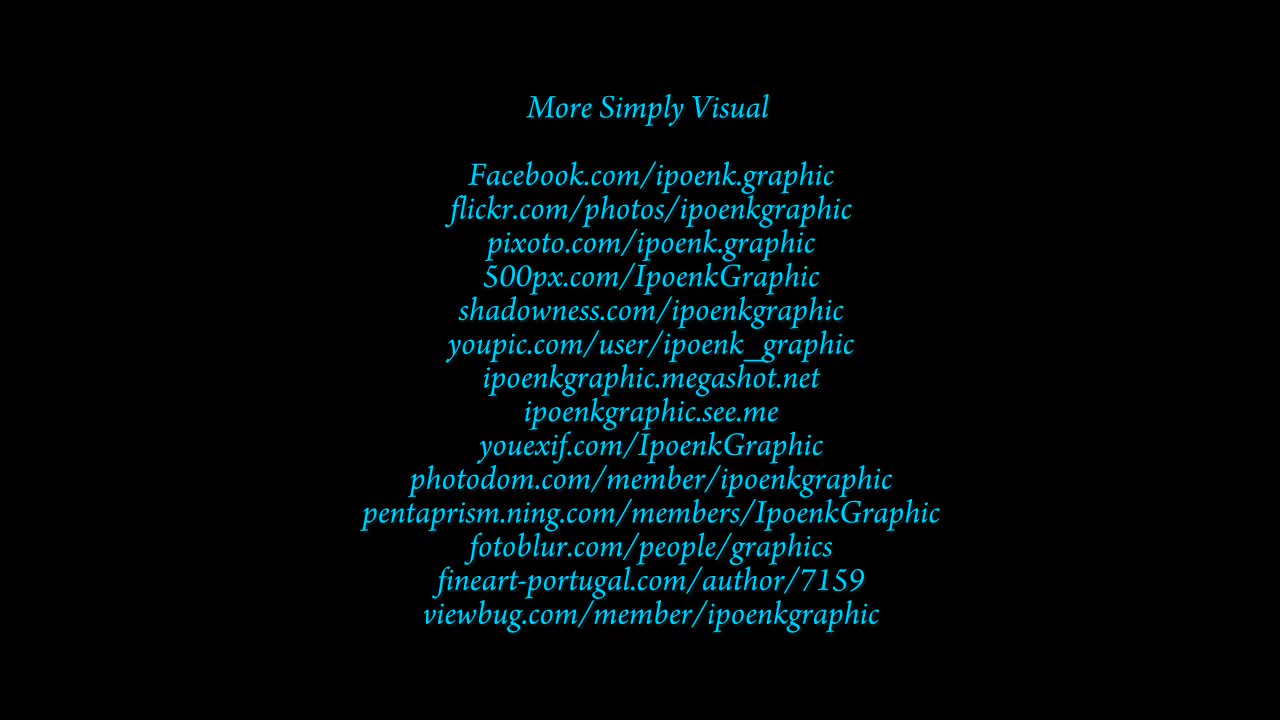 More Simply Visual
Facebook.com/ipoenk.graphic
flickr.com/photos/ipoenkgraphic
pixoto.com/ipoenk.graphic
500px.com/IpoenkGraphic
shadowness.com/ipoenkgraphic
youpic.com/user/ipoenk_graphic
ipoenkgraphic.megashot.net
ipoenkgraphic.see.me
youexif.com/IpoenkGraphic
photodom.com/member/ipoenkgraphic
pentaprism.ning.com/members/IpoenkGraphic
fotoblur.com/people/graphics
fineart-portugal.com/author/7159
viewbug.com/member/ipoenkgraphic